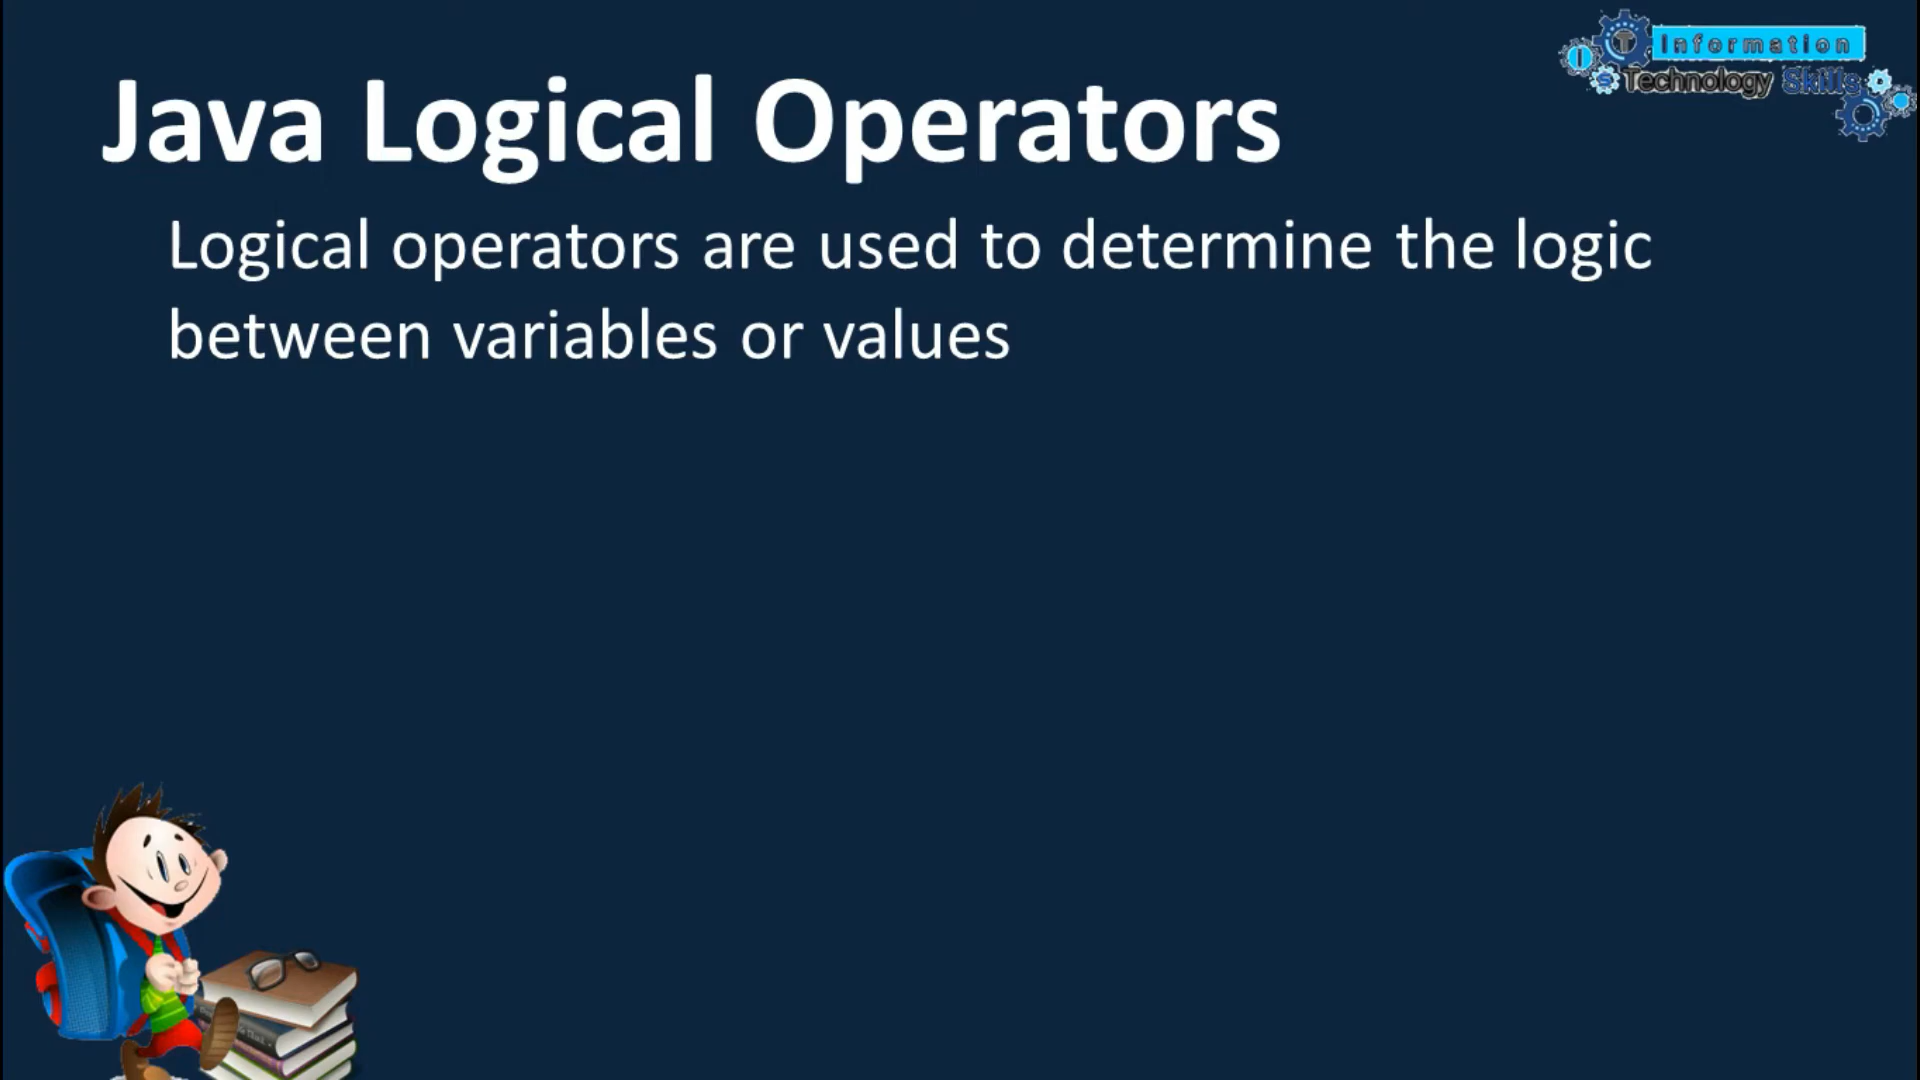 Information
Technology Skills
Java Logical Operators
Logical operators are used to determine the logic
between variables or values